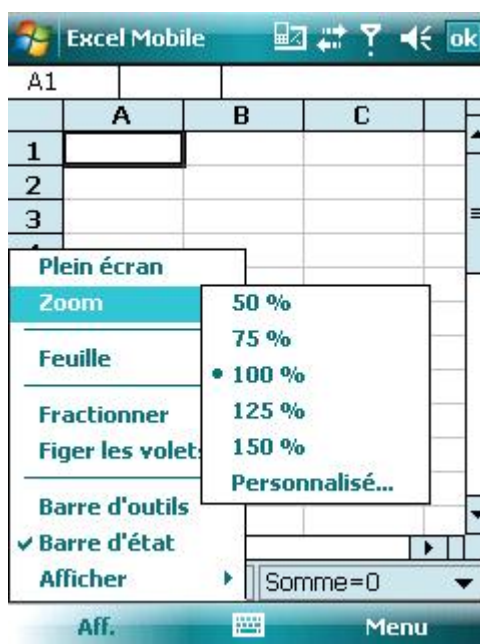 Excel Mobile ok
A1
A B C
1
2
3
Plein écran
Zoom
Feuille
Fractionner
Figer les volets
Barre d'outils
Barre d'état
Afficher
50 %
75 %
100 %
125 %
150 %
Personnalisé...
Somme=0
Aff. Menu